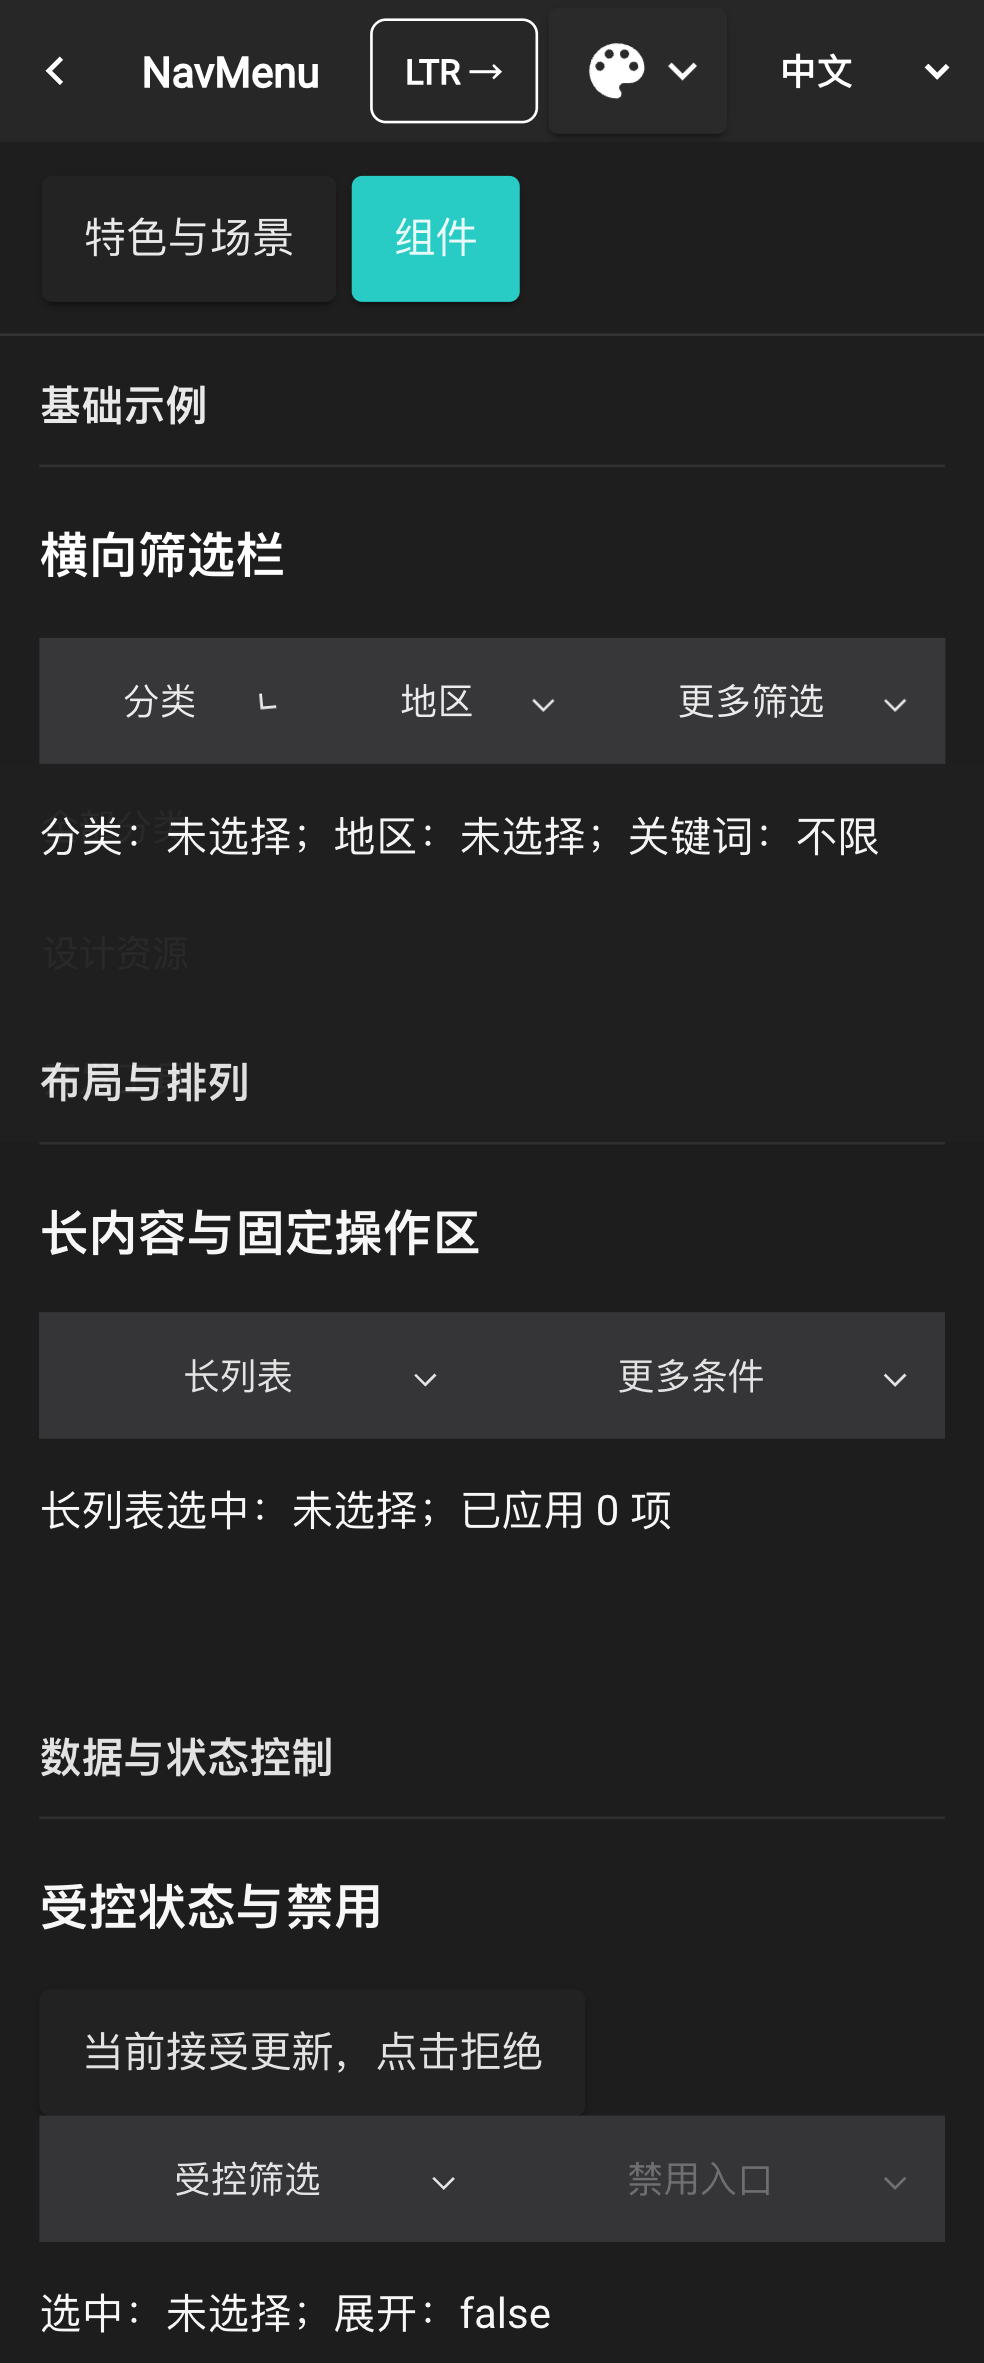 NavMenu LTR→ 中文
特色与场景 组件
基础示例
横向筛选栏
分类 地区 更多筛选
分类：未选择；地区：未选择；关键词：不限
设计资源
布局与排列
长内容与固定操作区
长列表 更多条件
长列表选中：未选择；已应用 0 项
数据与状态控制
受控状态与禁用
当前接受更新，点击拒绝
受控筛选 禁用入口
选中：未选择；展开：false